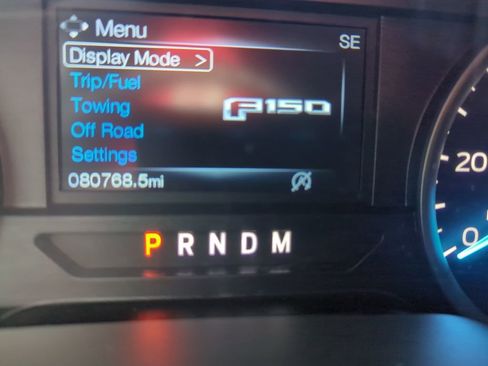 Menu
SE
Display Mode >
Trip/Fuel
Towing
F150
Off Road
Settings
080768.5mi
P R N D M
20
0